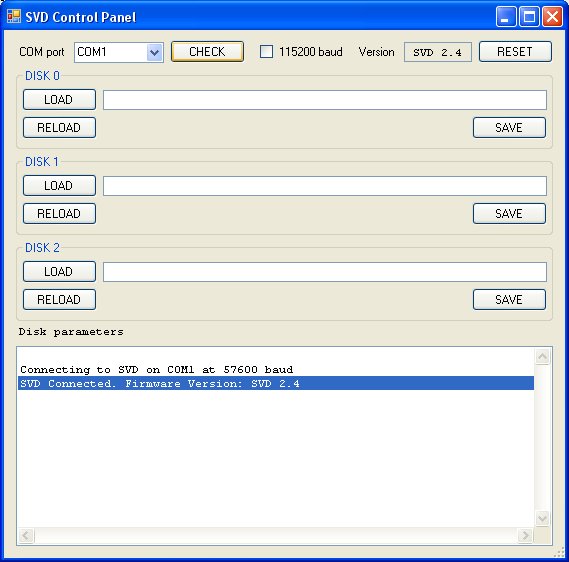 SVD Control Panel
COM port COM1 CHECK 115200 baud Version SVD 2.4 RESET
DISK 0
LOAD
RELOAD SAVE
DISK 1
LOAD
RELOAD SAVE
DISK 2
LOAD
RELOAD SAVE
Disk parameters
Connecting to SVD on COM1 at 57600 baud
SVD Connected. Firmware Version: SVD 2.4